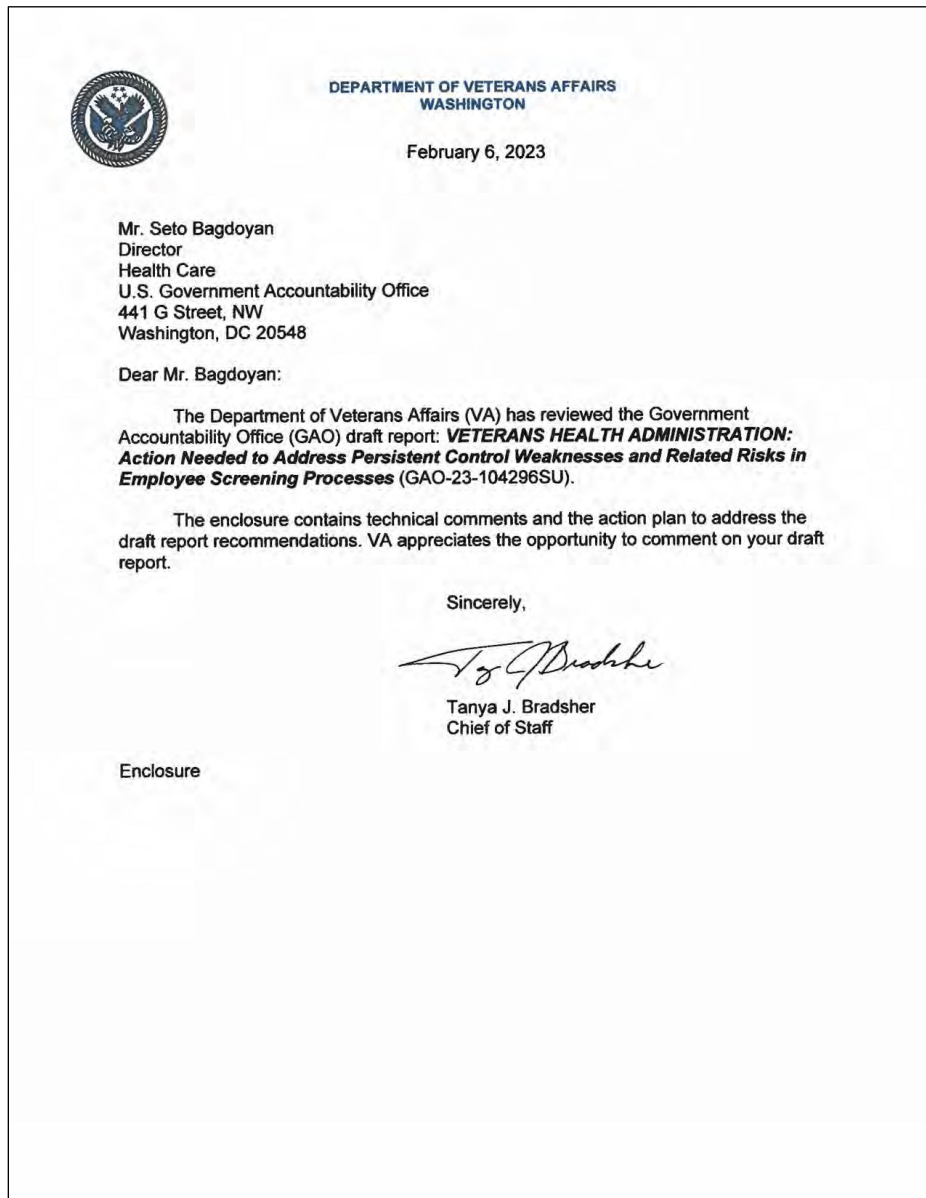 DEPARTMENT OF VETERANS AFFAIRS
WASHINGTON
February 6, 2023
Mr. Seto Bagdoyan
Director
Health Care
U.S. Government Accountability Office
441 G Street, NW
Washington, DC 20548
Dear Mr. Bagdoyan:
The Department of Veterans Affairs (VA) has reviewed the Government
Accountability Office (GAO) draft report: VETERANS HEALTH ADMINISTRATION:
Action Needed to Address Persistent Control Weaknesses and Related Risks in
Employee Screening Processes (GAO-23-104296SU).
The enclosure contains technical comments and the action plan to address the
draft report recommendations. VA appreciates the opportunity to comment on your draft
report.
Sincerely,
Tanya J. Bradsher
Chief of Staff
Enclosure